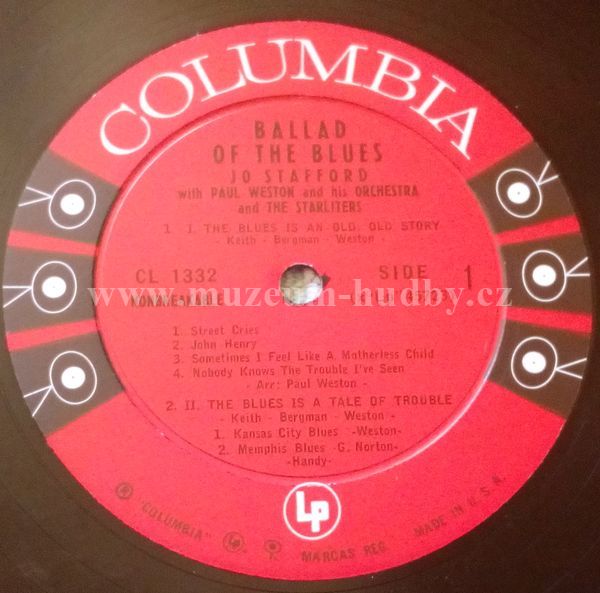 COLUMBIA
BALLAD
OF THE BLUES
JO STAFFORD
with PAUL WESTON and his ORCHESTRA
and THE STARLITERS
1 I. THE BLUES IS AN OLD, OLD STORY
- Keith - Bergman - Weston -
CL 1332 SIDE 1
NONBREAKABLE
www.muzeum-hudby.cz
1. Street Cries
2. John Henry
3. Sometimes I Feel Like A Motherless Child
4. Nobody Knows The Trouble I've Seen
- Arr: Paul Weston -
2. II. THE BLUES IS A TALE OF TROUBLE
- Keith - Bergman - Weston -
1. Kansas City Blues -Weston-
2. Memphis Blues -G. Norton-
-Handy-
Lp
® "COLUMBIA" MARCAS REG. MADE IN U.S.A.